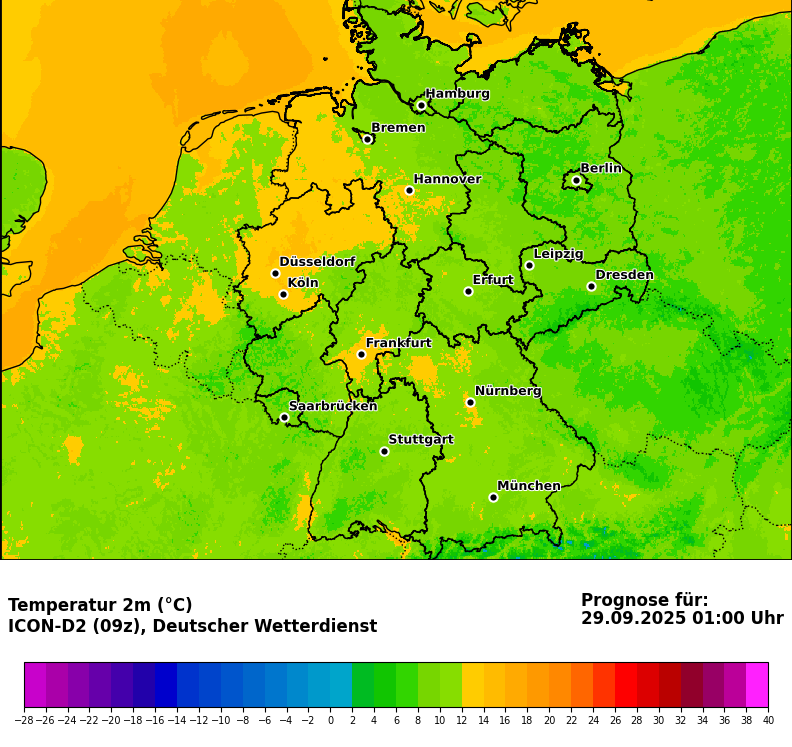 Hamburg
Bremen
Berlin
Hannover
Leipzig
Düsseldorf
Dresden
Köln
Erfurt
Frankfurt
Nürnberg
Saarbrücken
Stuttgart
München
Temperatur 2m (°C)
ICON-D2 (09z), Deutscher Wetterdienst
Prognose für:
29.09.2025 01:00 Uhr
−28 −26 −24 −22 −20 −18 −16 −14 −12 −10 −8 −6 −4 −2 0 2 4 6 8 10 12 14 16 18 20 22 24 26 28 30 32 34 36 38 40